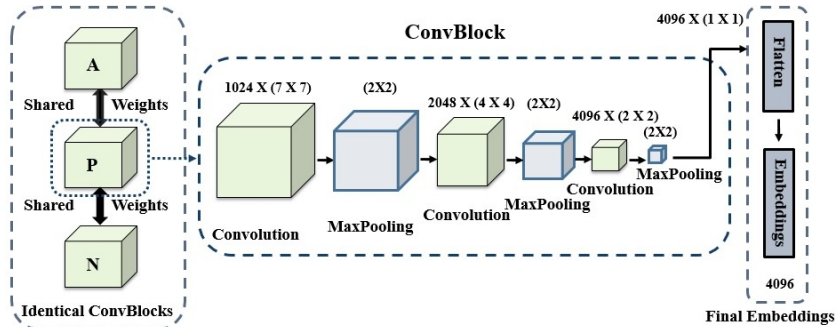 A
Shared Weights
P
Shared Weights
N
Identical ConvBlocks
ConvBlock
1024 X (7 X 7)
(2X2)
2048 X (4 X 4)
(2X2)
4096 X (2 X 2)
(2X2)
Convolution
MaxPooling
Convolution
MaxPooling
Convolution
MaxPooling
4096 X (1 X 1)
Flatten
Embeddings
4096
Final Embeddings